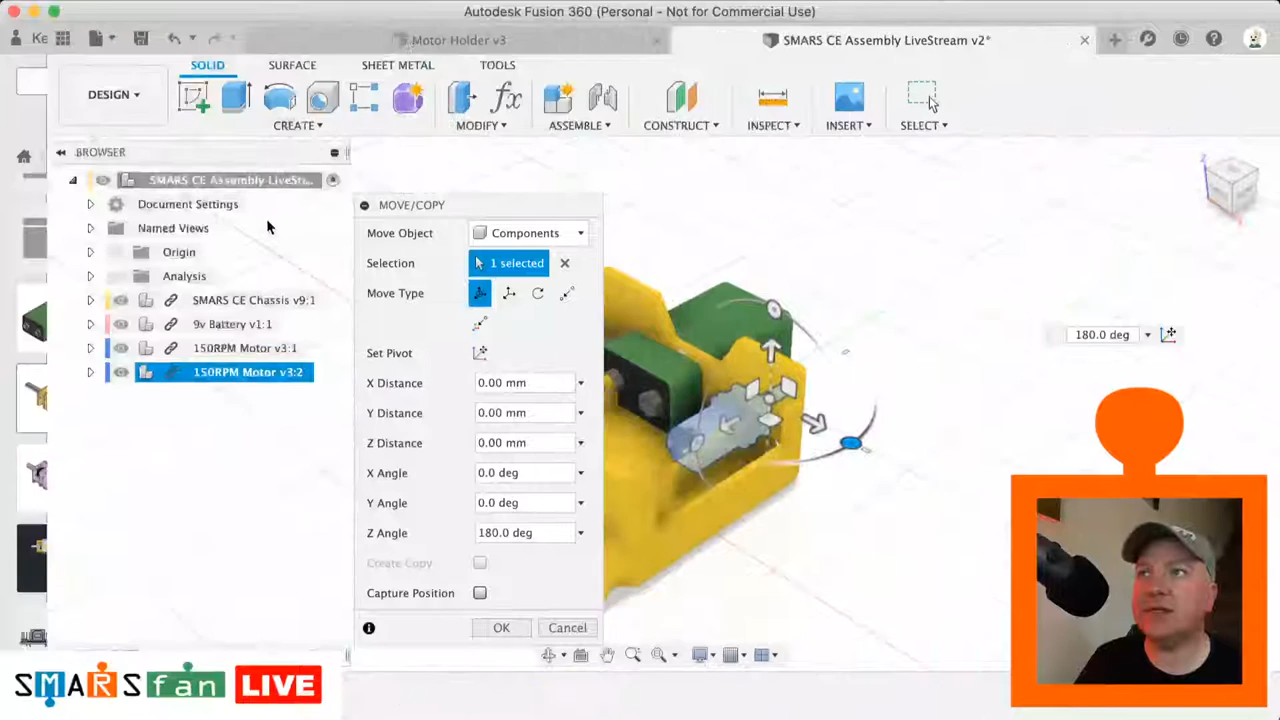 Autodesk Fusion 360 (Personal - Not for Commercial Use)
Ke
Motor Holder v3
SMARS CE Assembly LiveStream v2*
SOLID
SURFACE
SHEET METAL
TOOLS
DESIGN
CREATE
MODIFY
ASSEMBLE
CONSTRUCT
INSPECT
INSERT
SELECT
BROWSER
SMARS CE Assembly LiveStr...
Document Settings
Named Views
Origin
Analysis
SMARS CE Chassis v9:1
9v Battery v1:1
150RPM Motor v3:1
150RPM Motor v3:2
MOVE/COPY
Move Object
Components
Selection
1 selected
Move Type
Set Pivot
X Distance
0.00 mm
Y Distance
0.00 mm
Z Distance
0.00 mm
X Angle
0.0 deg
Y Angle
0.0 deg
Z Angle
180.0 deg
Create Copy
Capture Position
OK
Cancel
180.0 deg
SMARS fan LIVE